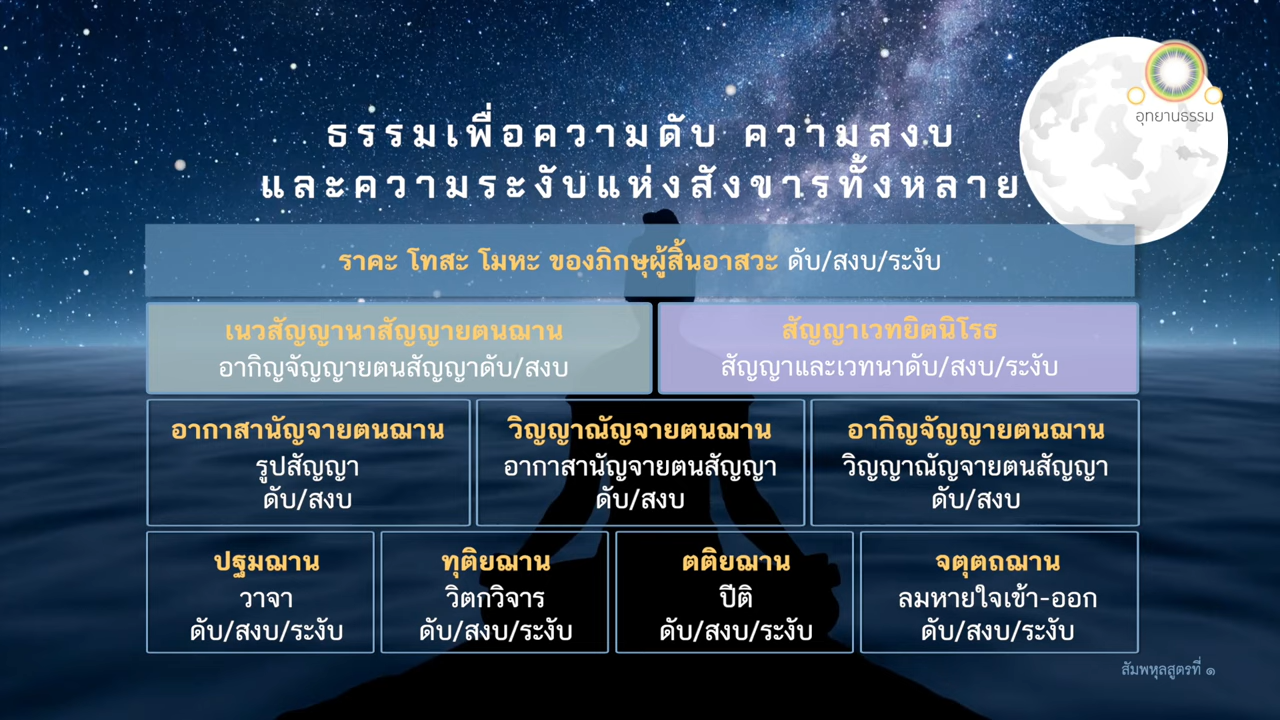 อุทยานธรรม
ธรรมเพื่อความดับ ความสงบ
และความระงับแห่งสังขารทั้งหลาย
ราคะ โทสะ โมหะ ของภิกษุผู้สิ้นอาสวะ ดับ/สงบ/ระงับ
เนวสัญญานาสัญญายตนฌาน
อากิญจัญญายตนสัญญาดับ/สงบ
สัญญาเวทยิตนิโรธ
สัญญาและเวทนาดับ/สงบ/ระงับ
อากาสานัญจายตนฌาน
รูปสัญญา
ดับ/สงบ
วิญญาณัญจายตนฌาน
อากาสานัญจายตนสัญญา
ดับ/สงบ
อากิญจัญญายตนฌาน
วิญญาณัญจายตนสัญญา
ดับ/สงบ
ปฐมฌาน
วาจา
ดับ/สงบ/ระงับ
ทุติยฌาน
วิตกวิจาร
ดับ/สงบ/ระงับ
ตติยฌาน
ปีติ
ดับ/สงบ/ระงับ
จตุตถฌาน
ลมหายใจเข้า-ออก
ดับ/สงบ/ระงับ
สัมพหุลสูตรที่ ๑